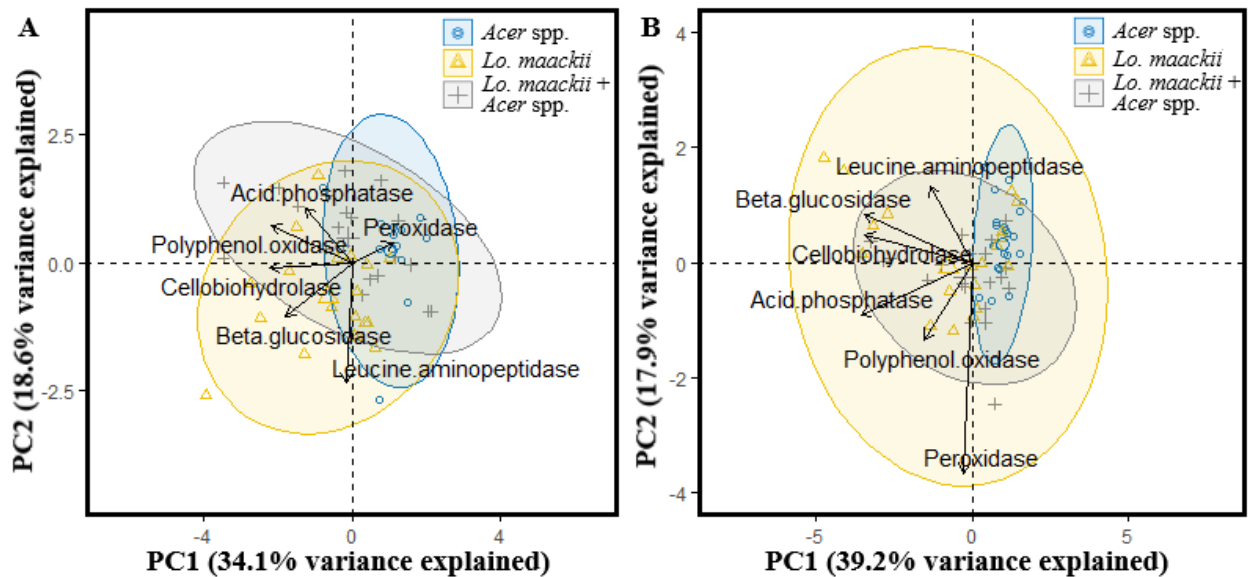 A
Acer spp.
Lo. maackii
Lo. maackii +
Acer spp.
PC2 (18.6% variance explained)
2.5
0.0
-2.5
Acid.phosphatase
Peroxidase
Polyphenol.oxidase
Cellobiohydrolase
Beta.glucosidase
Leucine.aminopeptidase
-4
0
4
PC1 (34.1% variance explained)
B
Acer spp.
Lo. maackii
Lo. maackii +
Acer spp.
PC2 (17.9% variance explained)
4
2
0
-2
-4
Leucine.aminopeptidase
Beta.glucosidase
Cellobiohydrolase
Acid.phosphatase
Polyphenol.oxidase
Peroxidase
-5
0
5
PC1 (39.2% variance explained)